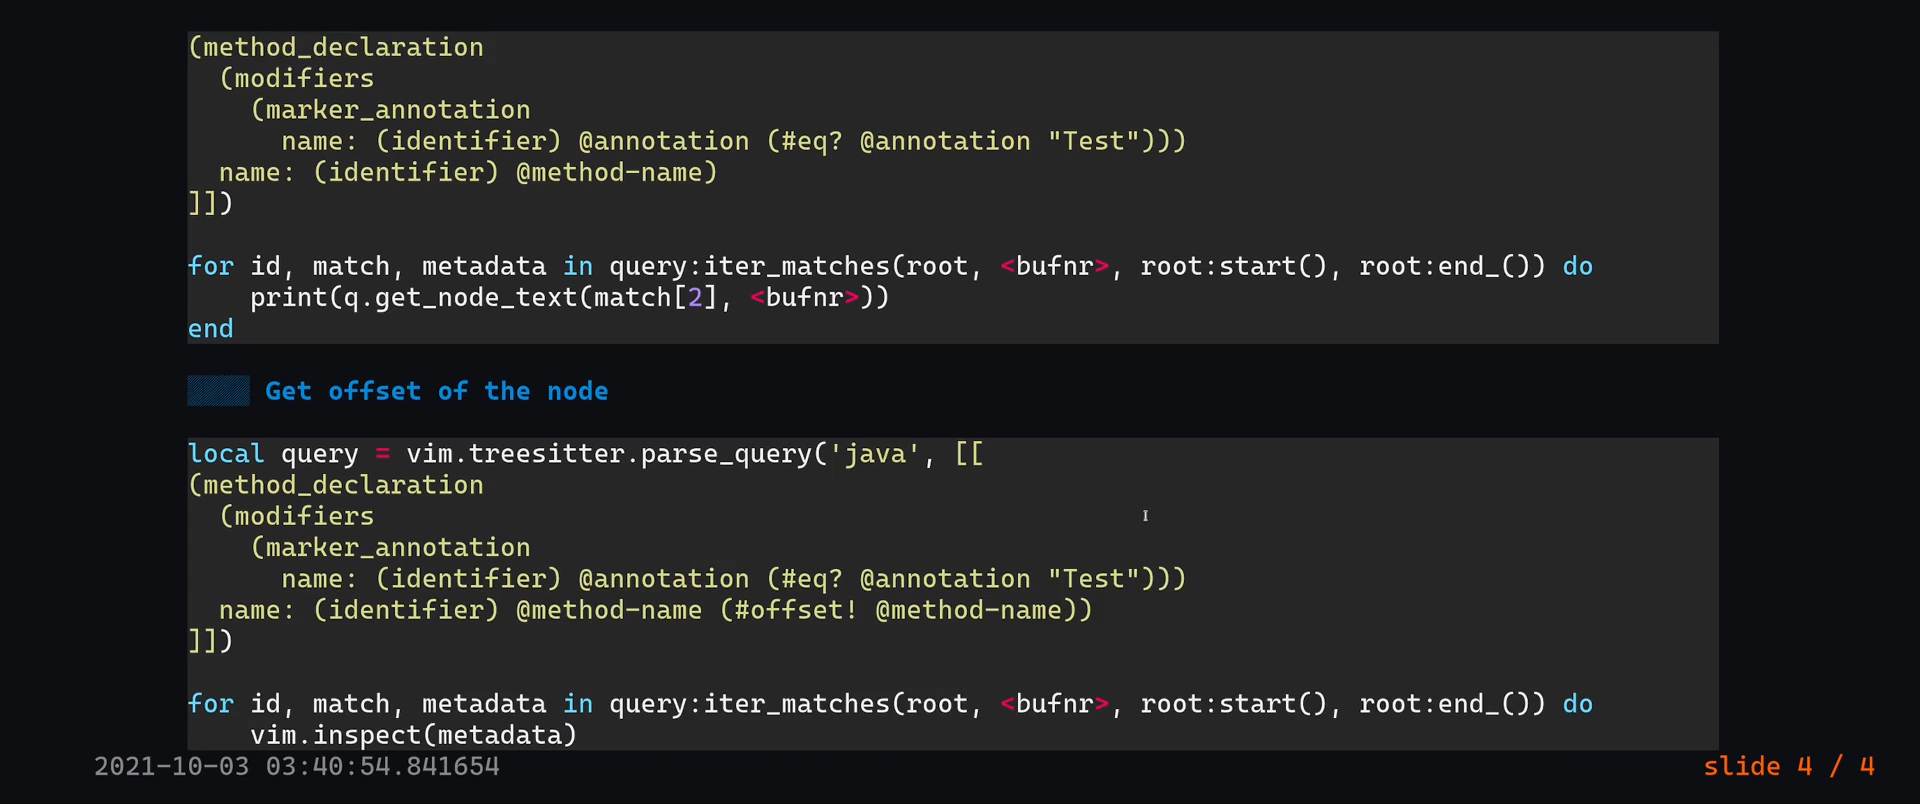 (method_declaration
  (modifiers
    (marker_annotation
      name: (identifier) @annotation (#eq? @annotation "Test")))
  name: (identifier) @method-name)
]])

for id, match, metadata in query:iter_matches(root, <bufnr>, root:start(), root:end_()) do
    print(q.get_node_text(match[2], <bufnr>))
end

Get offset of the node

local query = vim.treesitter.parse_query('java', [[
(method_declaration
  (modifiers
    (marker_annotation
      name: (identifier) @annotation (#eq? @annotation "Test")))
  name: (identifier) @method-name (#offset! @method-name))
]])

for id, match, metadata in query:iter_matches(root, <bufnr>, root:start(), root:end_()) do
    vim.inspect(metadata)
2021-10-03 03:40:54.841654
slide 4 / 4